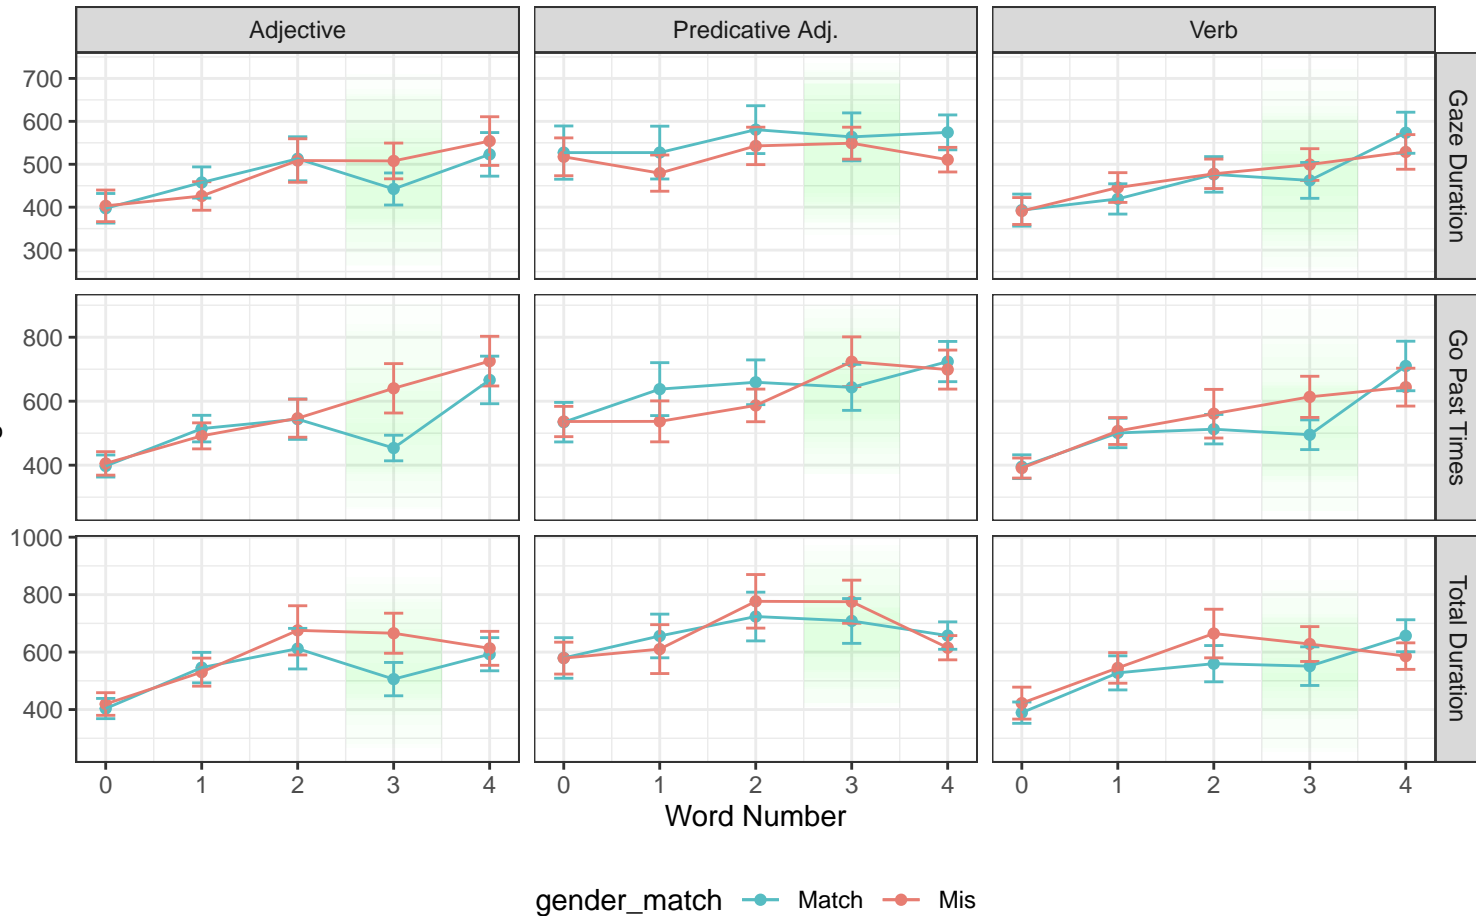 Adjective Predicative Adj. Verb
700
600
500
400
300
Gaze Duration
800
600
400
Go Past Times
1000
800
600
400
Total Duration
0 1 2 3 4 0 1 2 3 4 0 1 2 3 4
Word Number
gender_match Match Mis